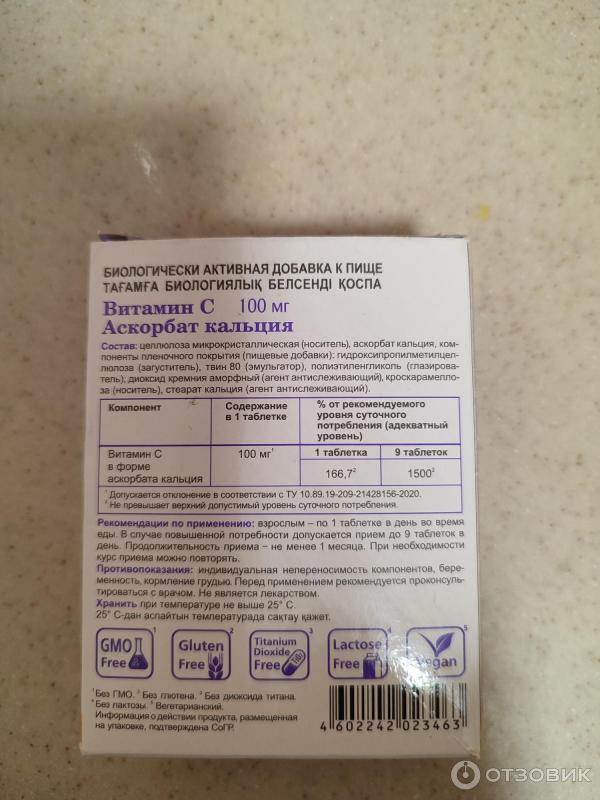 БИОЛОГИЧЕСКИ АКТИВНАЯ ДОБАВКА К ПИЩЕ
ТАҒАМҒА БИОЛОГИЯЛЫҚ БЕЛСЕНДІ ҚОСПА
Витамин С 100 мг
Аскорбат кальция
Состав: целлюлоза микрокристаллическая (носитель), аскорбат кальция, ком-
поненты пленочного покрытия (пищевые добавки): гидроксипропилметилцел-
люлоза (загуститель), твин 80 (эмульгатор), полиэтиленгликоль (глазирова-
тель); диоксид кремния аморфный (агент антислеживающий), кроскарамелло-
за (носитель), стеарат кальция (агент антислеживающий).
Компонент
Содержание
в 1 таблетке
% от рекомендуемого
уровня суточного
потребления (адекватный
уровень)
1 таблетка 9 таблеток
Витамин С
в форме
аскорбата кальция
100 мг¹
166,7² 1500²
¹ Допускается отклонение в соответствии с ТУ 10.89.19-209-21428156-2020.
² Не превышает верхний допустимый уровень суточного потребления.
Рекомендации по применению: взрослым – по 1 таблетке в день во время
еды. В случае повышенной потребности допускается прием до 9 таблеток в
день. Продолжительность приема – не менее 1 месяца. При необходимости
курс приема можно повторять.
Противопоказания: индивидуальная непереносимость компонентов, бере-
менность, кормление грудью. Перед применением рекомендуется проконсуль-
тироваться с врачом. Не является лекарством.
Хранить при температуре не выше 25° С.
25° С-дан аспайтын температурада сақтау қажет.
GMO Free ¹
Gluten Free ²
Titanium Dioxide Free ³
Lactose Free ⁴
Vegan ⁵
¹ Без ГМО. ² Без глютена. ³ Без диоксида титана.
⁴ Без лактозы. ⁵ Вегетарианский.
Информация о действии продукта, размещенная
на упаковке, подтверждена СоГР.
4 602242 023463
ОТЗОВИК